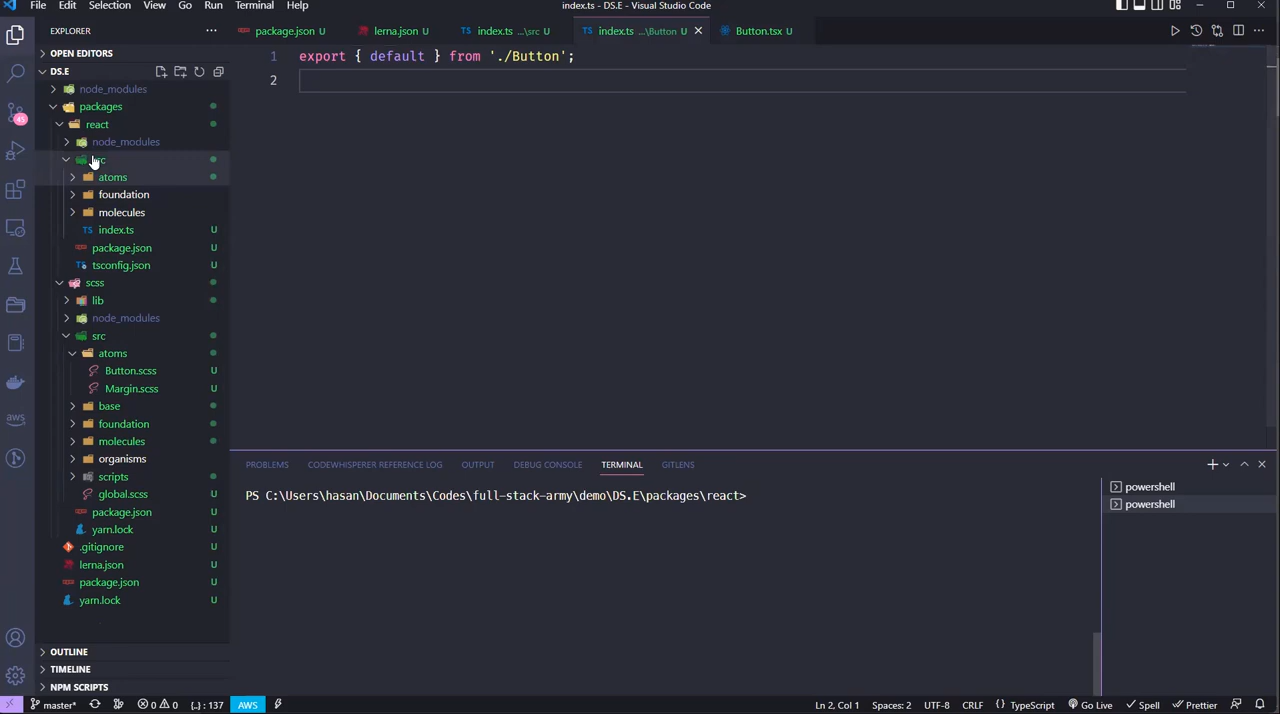 File Edit Selection View Go Run Terminal Help
index.ts - DS.E - Visual Studio Code
EXPLORER
package.json U
lerna.json U
index.ts ...\src U
index.ts ...\Button U
Button.tsx U
OPEN EDITORS
DS.E
node_modules
packages
react
node_modules
atoms
foundation
molecules
index.ts U
package.json U
tsconfig.json U
scss
lib
node_modules
src
atoms
Button.scss U
Margin.scss U
base
foundation
molecules
organisms
scripts
global.scss U
package.json U
yarn.lock U
.gitignore U
lerna.json U
package.json U
yarn.lock U
OUTLINE
TIMELINE
NPM SCRIPTS
45
aws
1 export { default } from './Button';
2
PROBLEMS CODEWHISPERER REFERENCE LOG OUTPUT DEBUG CONSOLE TERMINAL GITLENS
PS C:\Users\hasan\Documents\Codes\full-stack-army\demo\DS.E\packages\react>
powershell
powershell
master* 0 0 [..] : 137 AWS Ln 2, Col 1 Spaces: 2 UTF-8 CRLF {} TypeScript Go Live Spell Prettier